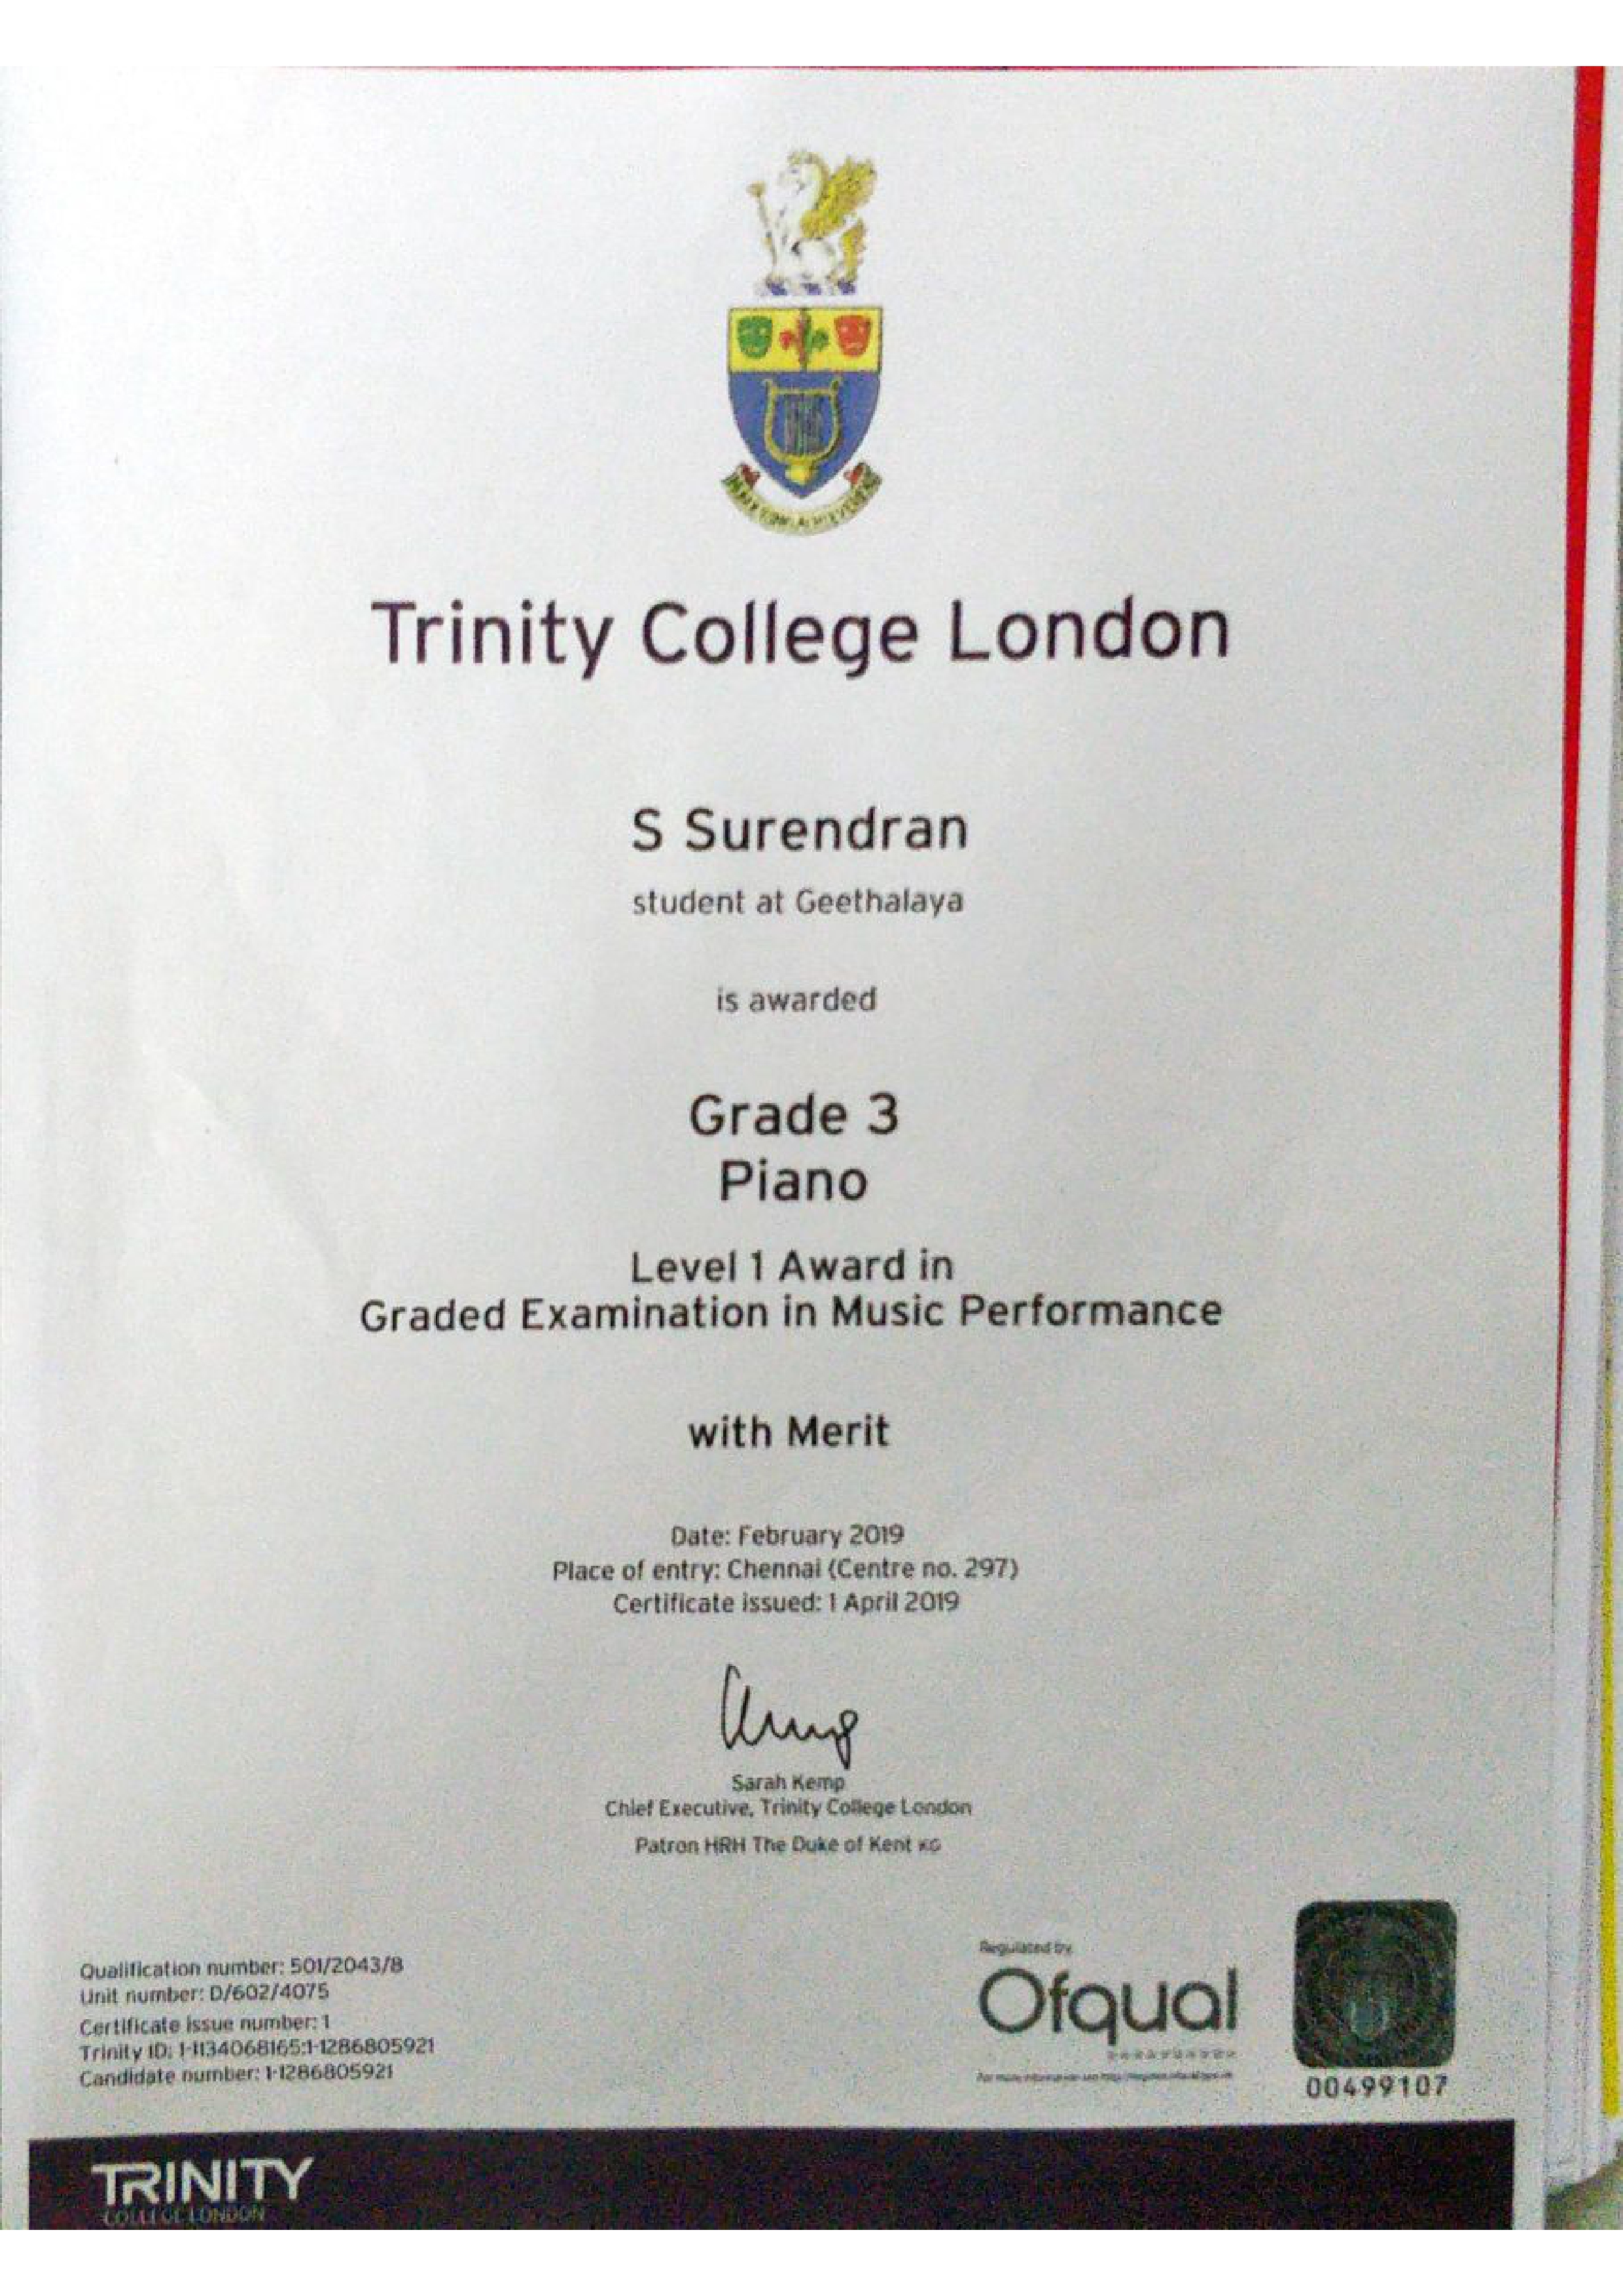 Trinity College London
S Surendran
student at Geethalaya
is awarded
Grade 3
Piano
Level 1 Award in
Graded Examination in Music Performance
with Merit
Date: February 2019
Place of entry: Chennai (Centre no. 297)
Certificate issued: 1 April 2019
Sarah Kemp
Chief Executive, Trinity College London
Patron HRH The Duke of Kent KG
Qualification number: 501/2043/8
Unit number: D/602/4075
Certificate issue number: 1
Trinity ID: 1-1134068165:1-1286805921
Candidate number: 1-1286805921
Regulated by
Ofqual
00499107
TRINITY
COLLEGE LONDON